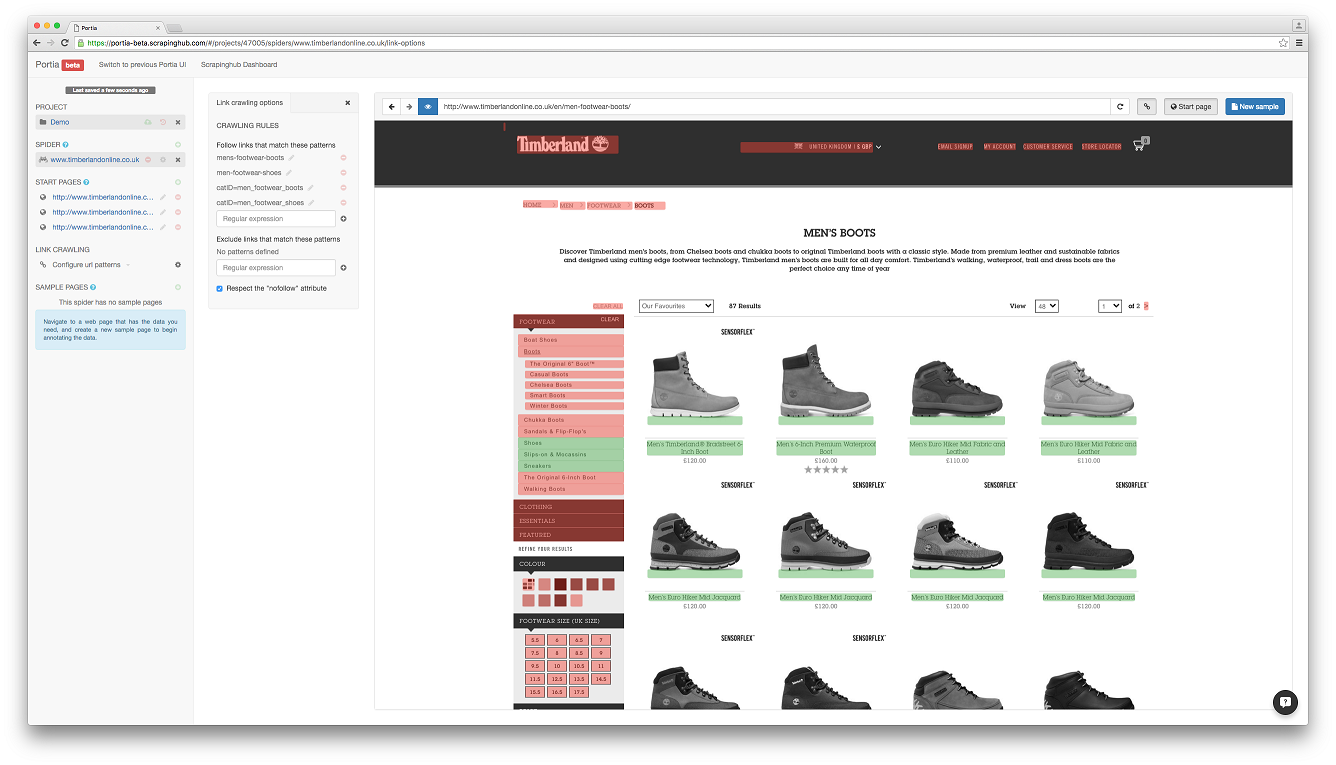 Portia
https://portia-beta.scrapinghub.com/#/projects/47005/spiders/www.timberlandonline.co.uk/link-options
Portia beta Switch to previous Portia UI Scrapinghub Dashboard
Last saved a few seconds ago
PROJECT
Demo
SPIDER
www.timberlandonline.co.uk
START PAGES
http://www.timberlandonline.c...
http://www.timberlandonline.c...
http://www.timberlandonline.c...
LINK CRAWLING
Configure url patterns
SAMPLE PAGES
This spider has no sample pages
Navigate to a web page that has the data you
need, and create a new sample page to begin
annotating the data.
Link crawling options
CRAWLING RULES
Follow links that match these patterns
mens-footwear-boots
men-footwear-shoes
catID=men_footwear_boots
catID=men_footwear_shoes
Regular expression
Exclude links that match these patterns
No patterns defined
Regular expression
Respect the "nofollow" attribute
http://www.timberlandonline.co.uk/en/men-footwear-boots/
Start page
New sample
Timberland
UNITED KINGDOM | £ GBP
EMAIL SIGNUP MY ACCOUNT CUSTOMER SERVICE STORE LOCATOR
0
HOME > MEN > FOOTWEAR > BOOTS
MEN'S BOOTS
Discover Timberland men's boots, from Chelsea boots and chukka boots to original Timberland boots with a classic style. Made from premium leather and sustainable fabrics
and designed using cutting edge footwear technology, Timberland men's boots are built for all day comfort. Timberland's walking, waterproof, trail and dress boots are the
perfect choice any time of year
CLEAR ALL
Our Favourites 87 Results View 48 1 of 2 >
FOOTWEAR CLEAR
Boat Shoes
Boots
The Original 6" Boot™
Casual Boots
Chelsea Boots
Smart Boots
Winter Boots
Chukka Boots
Sandals & Flip-Flop's
Shoes
Slips-on & Mocassins
Sneakers
The Original 6-Inch Boot
Walking Boots
CLOTHING
ESSENTIALS
FEATURED
REFINE YOUR RESULTS
COLOUR
FOOTWEAR SIZE (UK SIZE)
5.5 6 6.5 7
7.5 8 8.5 9
9.5 10 10.5 11
11.5 12.5 13.5 14.5
15.5 16.5 17.5
SENSORFLEX™
Men's Timberland® Bradstreet 6-
Inch Boot
£120.00
Men's 6-Inch Premium Waterproof
Boot
£160.00
Men's Euro Hiker Mid Fabric and
Leather
£110.00
Men's Euro Hiker Mid Fabric and
Leather
£110.00
SENSORFLEX™ SENSORFLEX™ SENSORFLEX™ SENSORFLEX™
Men's Euro Hiker Mid Jacquard Men's Euro Hiker Mid Jacquard Men's Euro Hiker Mid Jacquard Men's Euro Hiker Mid Jacquard
£120.00 £120.00 £120.00 £120.00
SENSORFLEX™ SENSORFLEX™